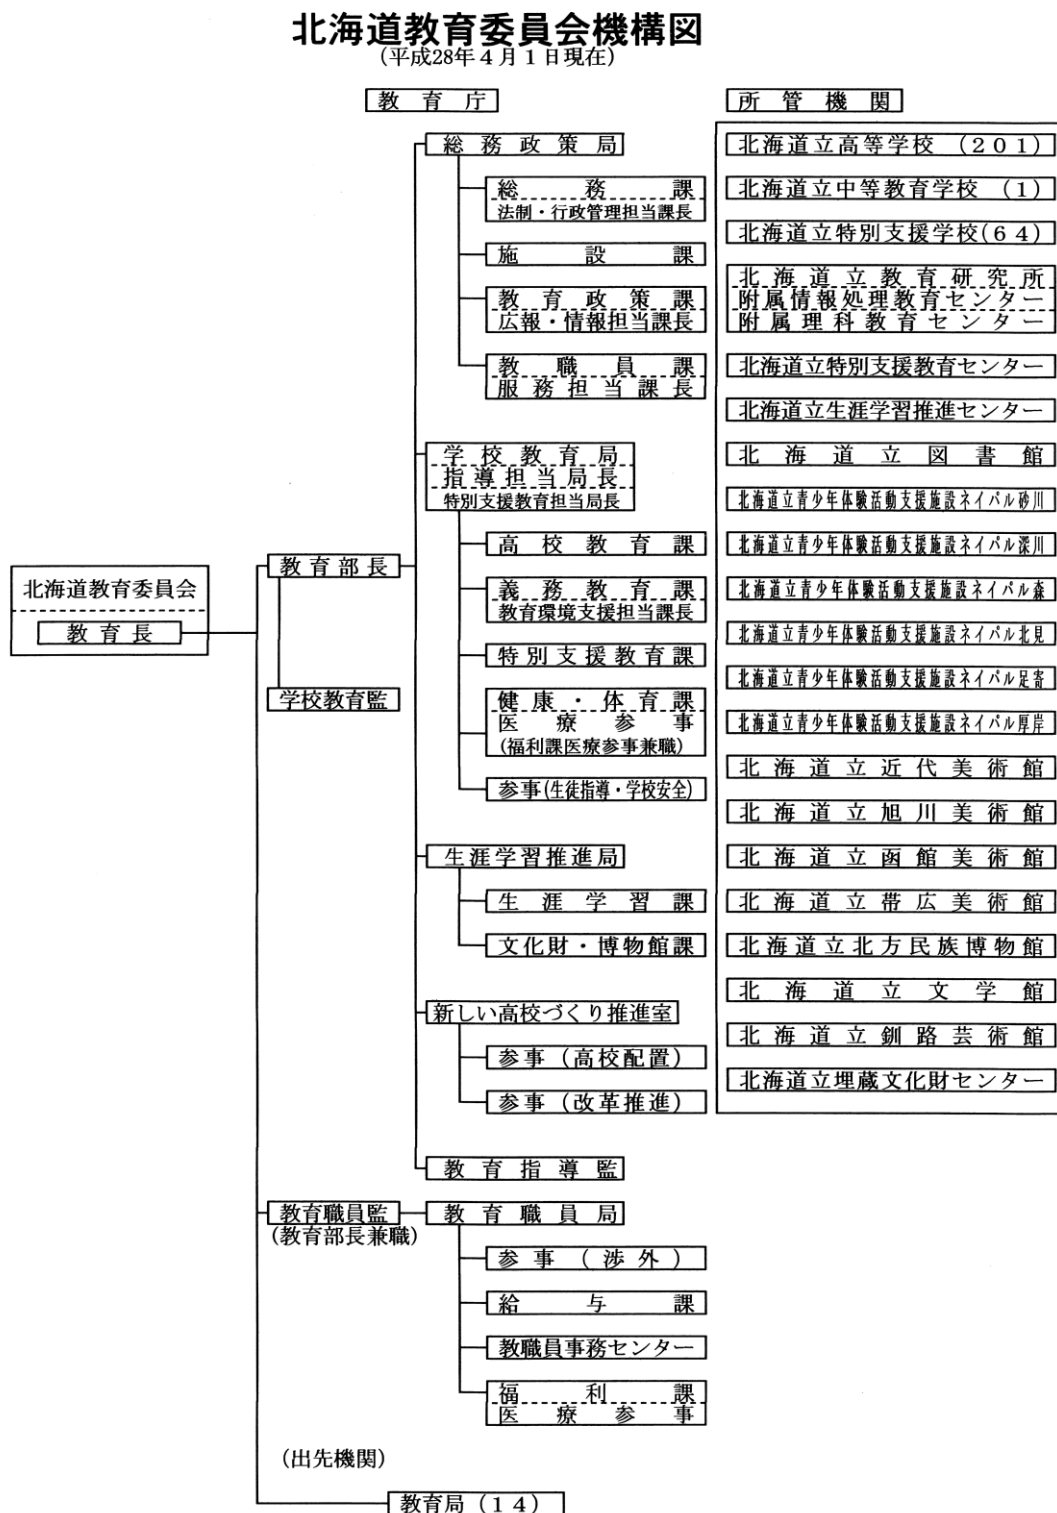 北海道教育委員会機構図
（平成28年４月１日現在）
教育庁
総務政策局
総務課
法制・行政管理担当課長
施設課
教育政策課
広報・情報担当課長
教職員課
服務担当課長
学校教育局
指導担当局長
特別支援教育担当局長
高校教育課
義務教育課
教育環境支援担当課長
特別支援教育課
健康・体育課
医療参事
(福利課医療参事兼職)
参事(生徒指導・学校安全)
生涯学習推進局
生涯学習課
文化財・博物館課
新しい高校づくり推進室
参事（高校配置）
参事（改革推進）
教育指導監
北海道教育委員会
教育長
教育部長
学校教育監
教育職員監
(教育部長兼職)
教育職員局
参事（渉外）
給与課
教職員事務センター
福利課
医療参事
(出先機関)
教育局（１４）
所管機関
北海道立高等学校（２０１）
北海道立中等教育学校（１）
北海道立特別支援学校(６４)
北海道立教育研究所
附属情報処理教育センター
附属理科教育センター
北海道立特別支援教育センター
北海道立生涯学習推進センター
北海道立図書館
北海道立青少年体験活動支援施設ネイパル砂川
北海道立青少年体験活動支援施設ネイパル深川
北海道立青少年体験活動支援施設ネイパル森
北海道立青少年体験活動支援施設ネイパル北見
北海道立青少年体験活動支援施設ネイパル足寄
北海道立青少年体験活動支援施設ネイパル厚岸
北海道立近代美術館
北海道立旭川美術館
北海道立函館美術館
北海道立帯広美術館
北海道立北方民族博物館
北海道立文学館
北海道立釧路芸術館
北海道立埋蔵文化財センター